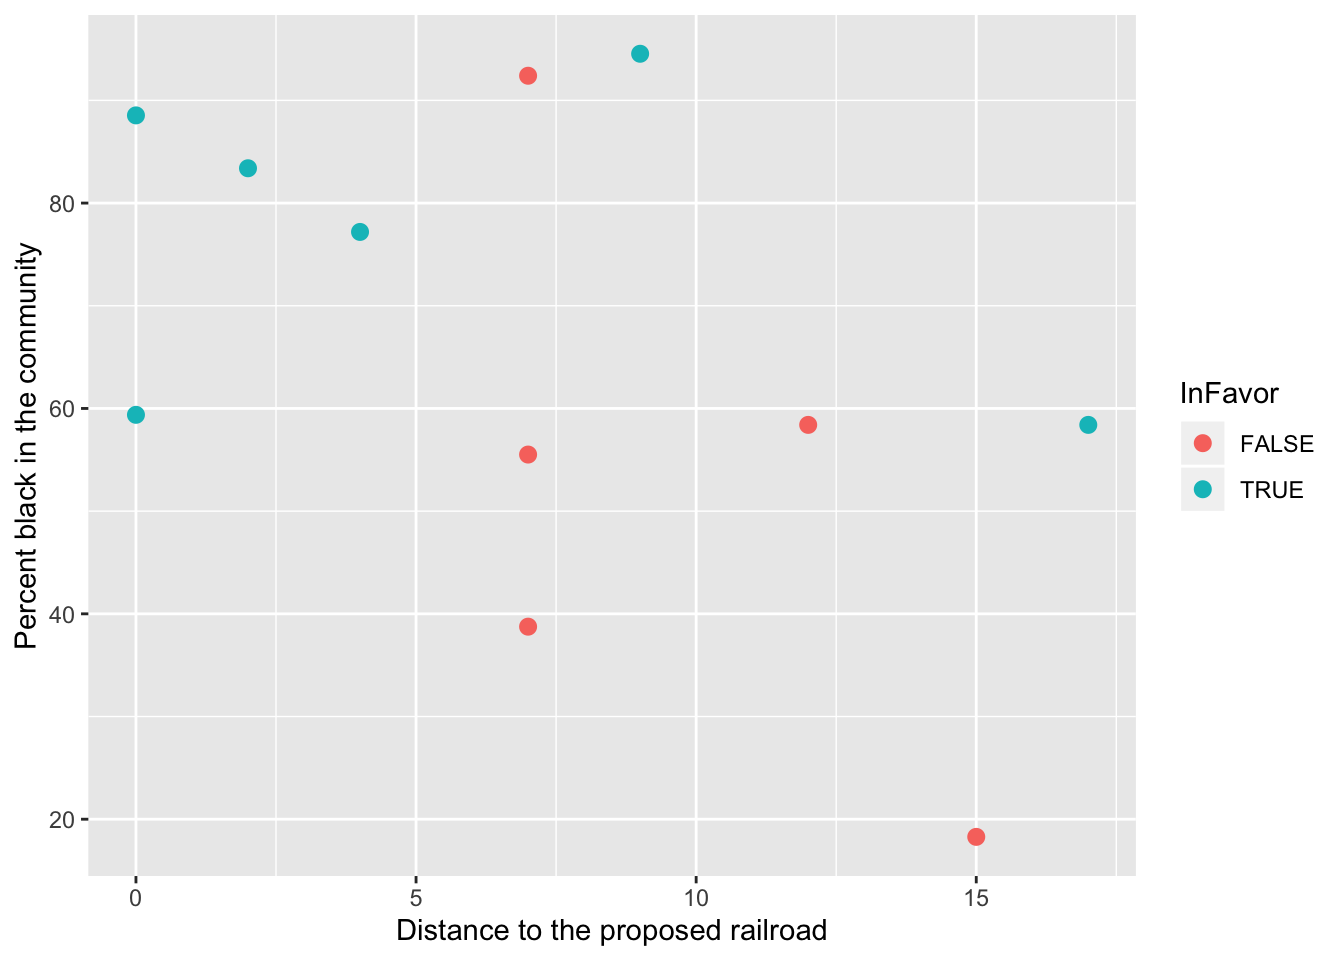 80
60
40
20
Percent black in the community
0
5
10
15
Distance to the proposed railroad
InFavor
FALSE
TRUE